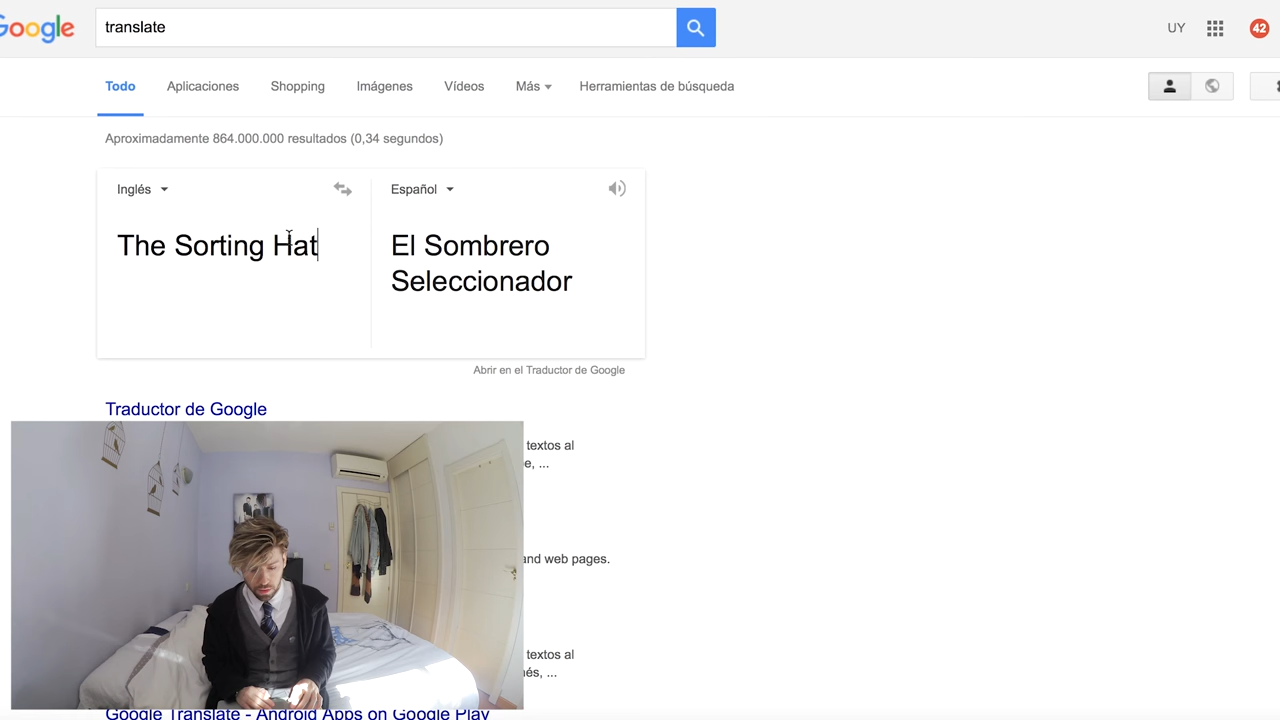 Google
translate
UY
42
Todo
Aplicaciones
Shopping
Imágenes
Vídeos
Más
Herramientas de búsqueda
Aproximadamente 864.000.000 resultados (0,34 segundos)
Inglés
Español
The Sorting Hat
El Sombrero
Seleccionador
Abrir en el Traductor de Google
Traductor de Google
textos al
e, ...
and web pages.
textos al
és, ...
Google Translate - Android Apps on Google Play